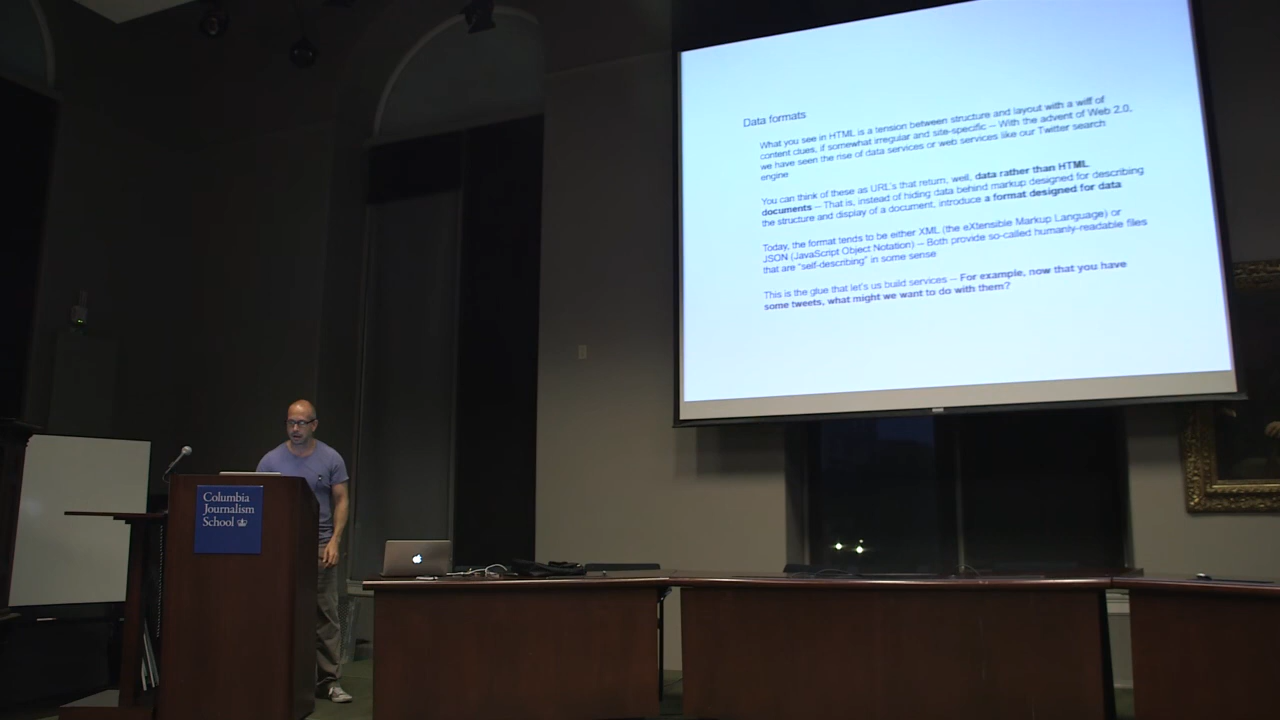 Data formats
What you see in HTML is a tension between structure and layout with a wiff of
content clues, if somewhat irregular and site-specific -- With the advent of Web 2.0,
we have seen the rise of data services or web services like our Twitter search
engine
You can think of these as URL's that return, well, data rather than HTML
documents -- That is, instead of hiding data behind markup designed for describing
the structure and display of a document, introduce a format designed for data
Today, the format tends to be either XML (the eXtensible Markup Language) or
JSON (JavaScript Object Notation) -- Both provide so-called humanly-readable files
that are "self-describing" in some sense
This is the glue that let's us build services -- For example, now that you have
some tweets, what might we want to do with them?
Columbia
Journalism
School